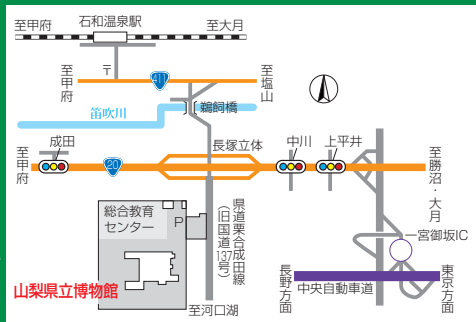 石和温泉駅
至甲府
至大月
〒
至甲府
411
至塩山
笛吹川
鵜飼橋
成田
長塚立体
中川
上平井
至甲府
20
至勝沼・大月
総合教育
センター
P
県道栗合成田線
(旧国道137号)
一宮御坂IC
山梨県立博物館
長野方面
中央自動車道
東京方面
至河口湖